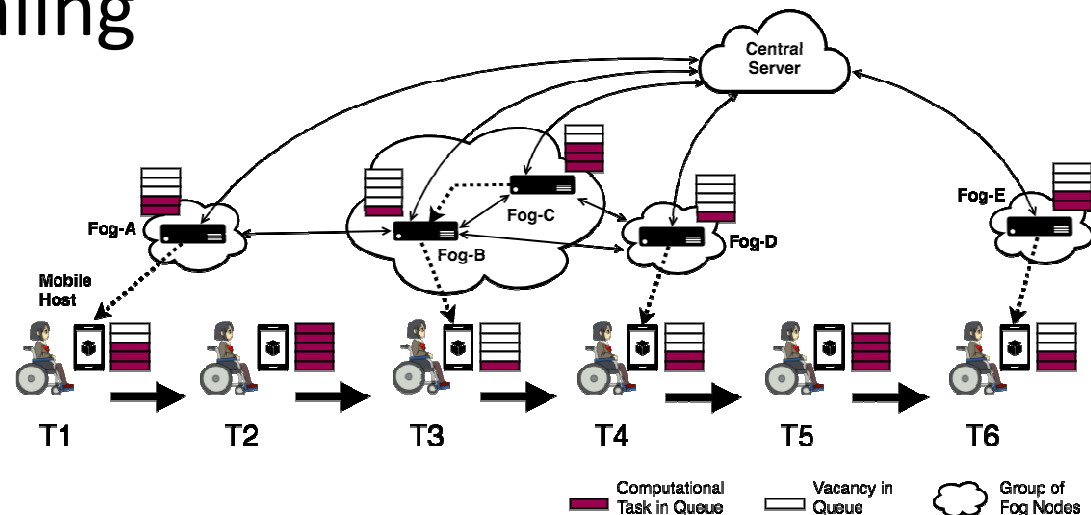 aling
Central
Server
Fog-A
Fog-B
Fog-C
Fog-D
Fog-E
Mobile
Host
T1
T2
T3
T4
T5
T6
Computational
Task in Queue
Vacancy in
Queue
Group of
Fog Nodes